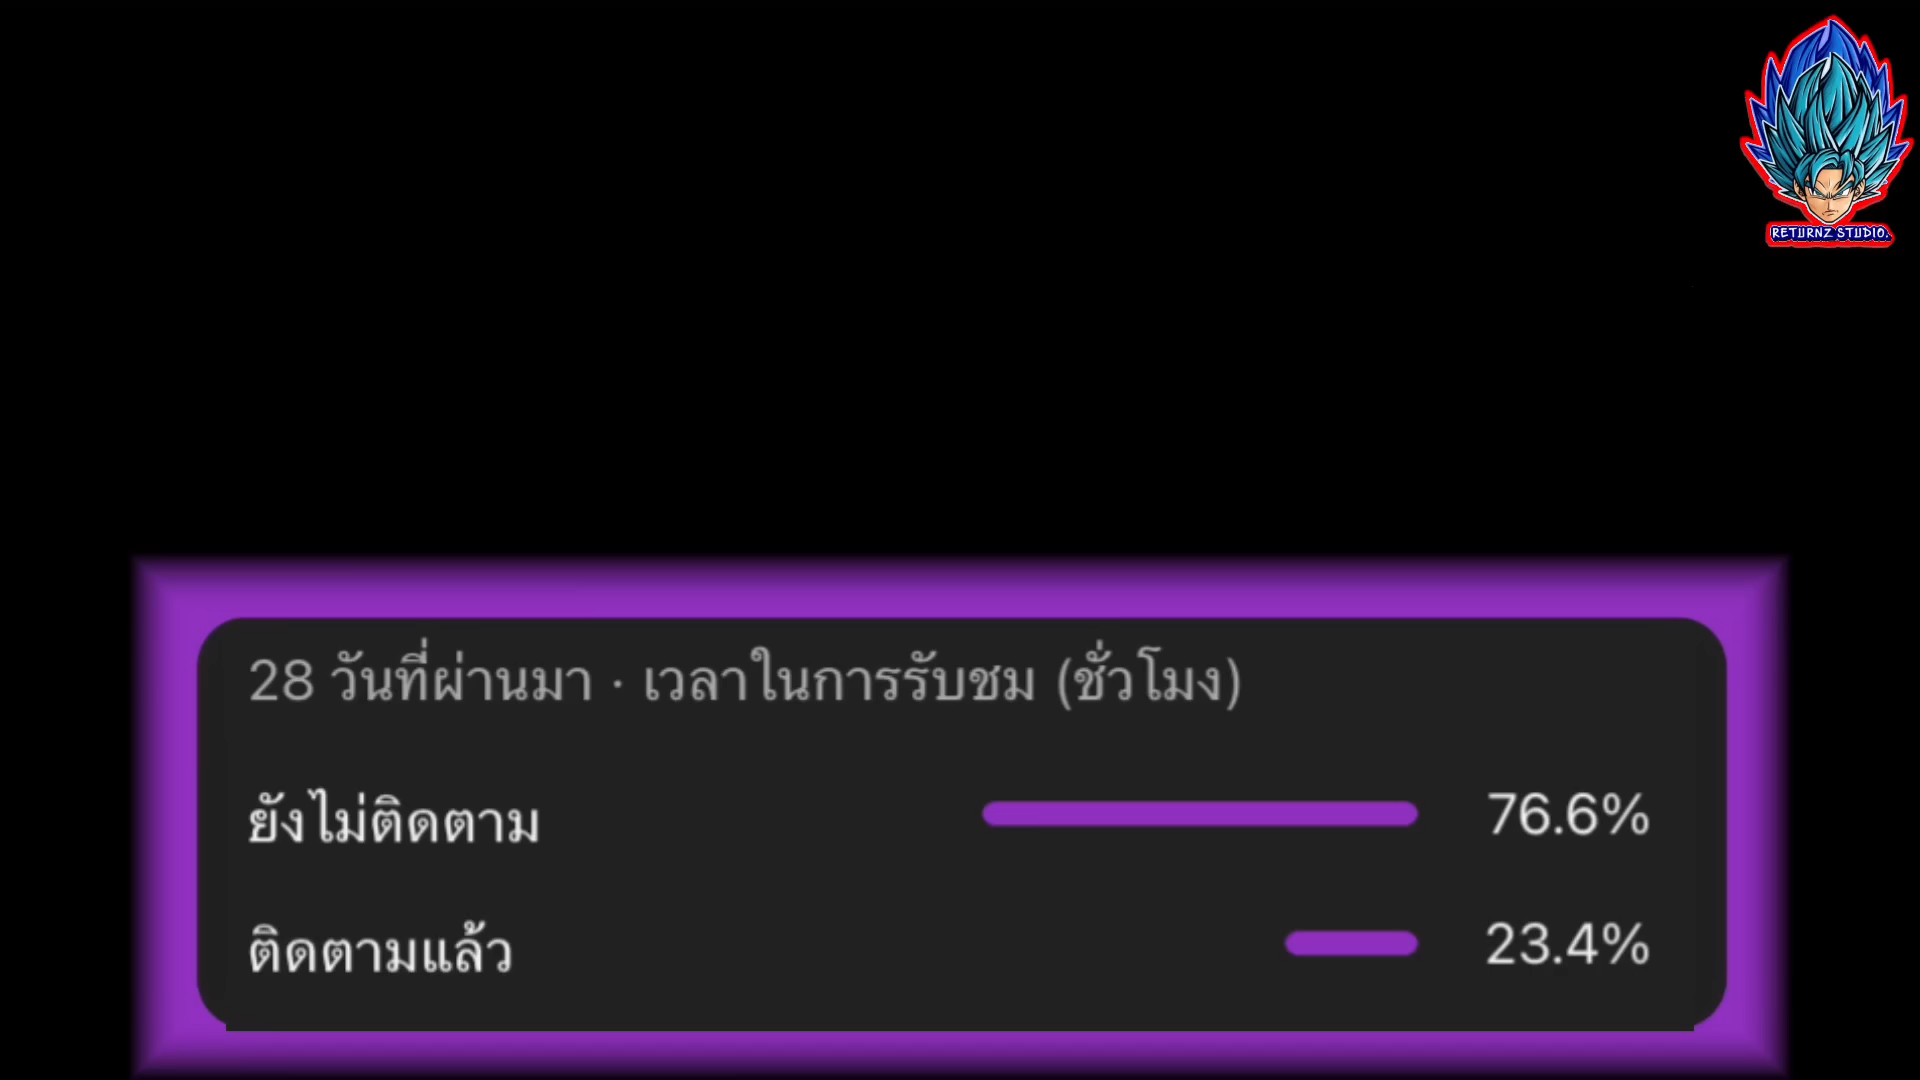 RETURNZ STUDIO.
28 วันที่ผ่านมา · เวลาในการรับชม (ชั่วโมง)
ยังไม่ติดตาม 76.6%
ติดตามแล้ว 23.4%